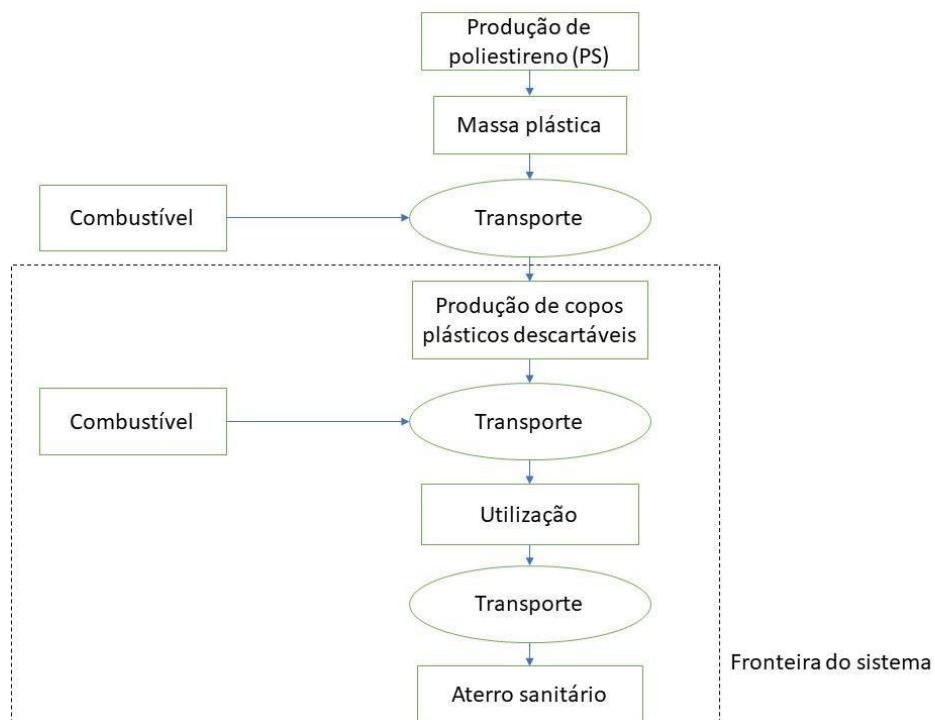 Produção de
poliestireno (PS)
Massa plástica
Combustível
Transporte
Produção de copos
plásticos descartáveis
Combustível
Transporte
Utilização
Transporte
Fronteira do sistema
Aterro sanitário